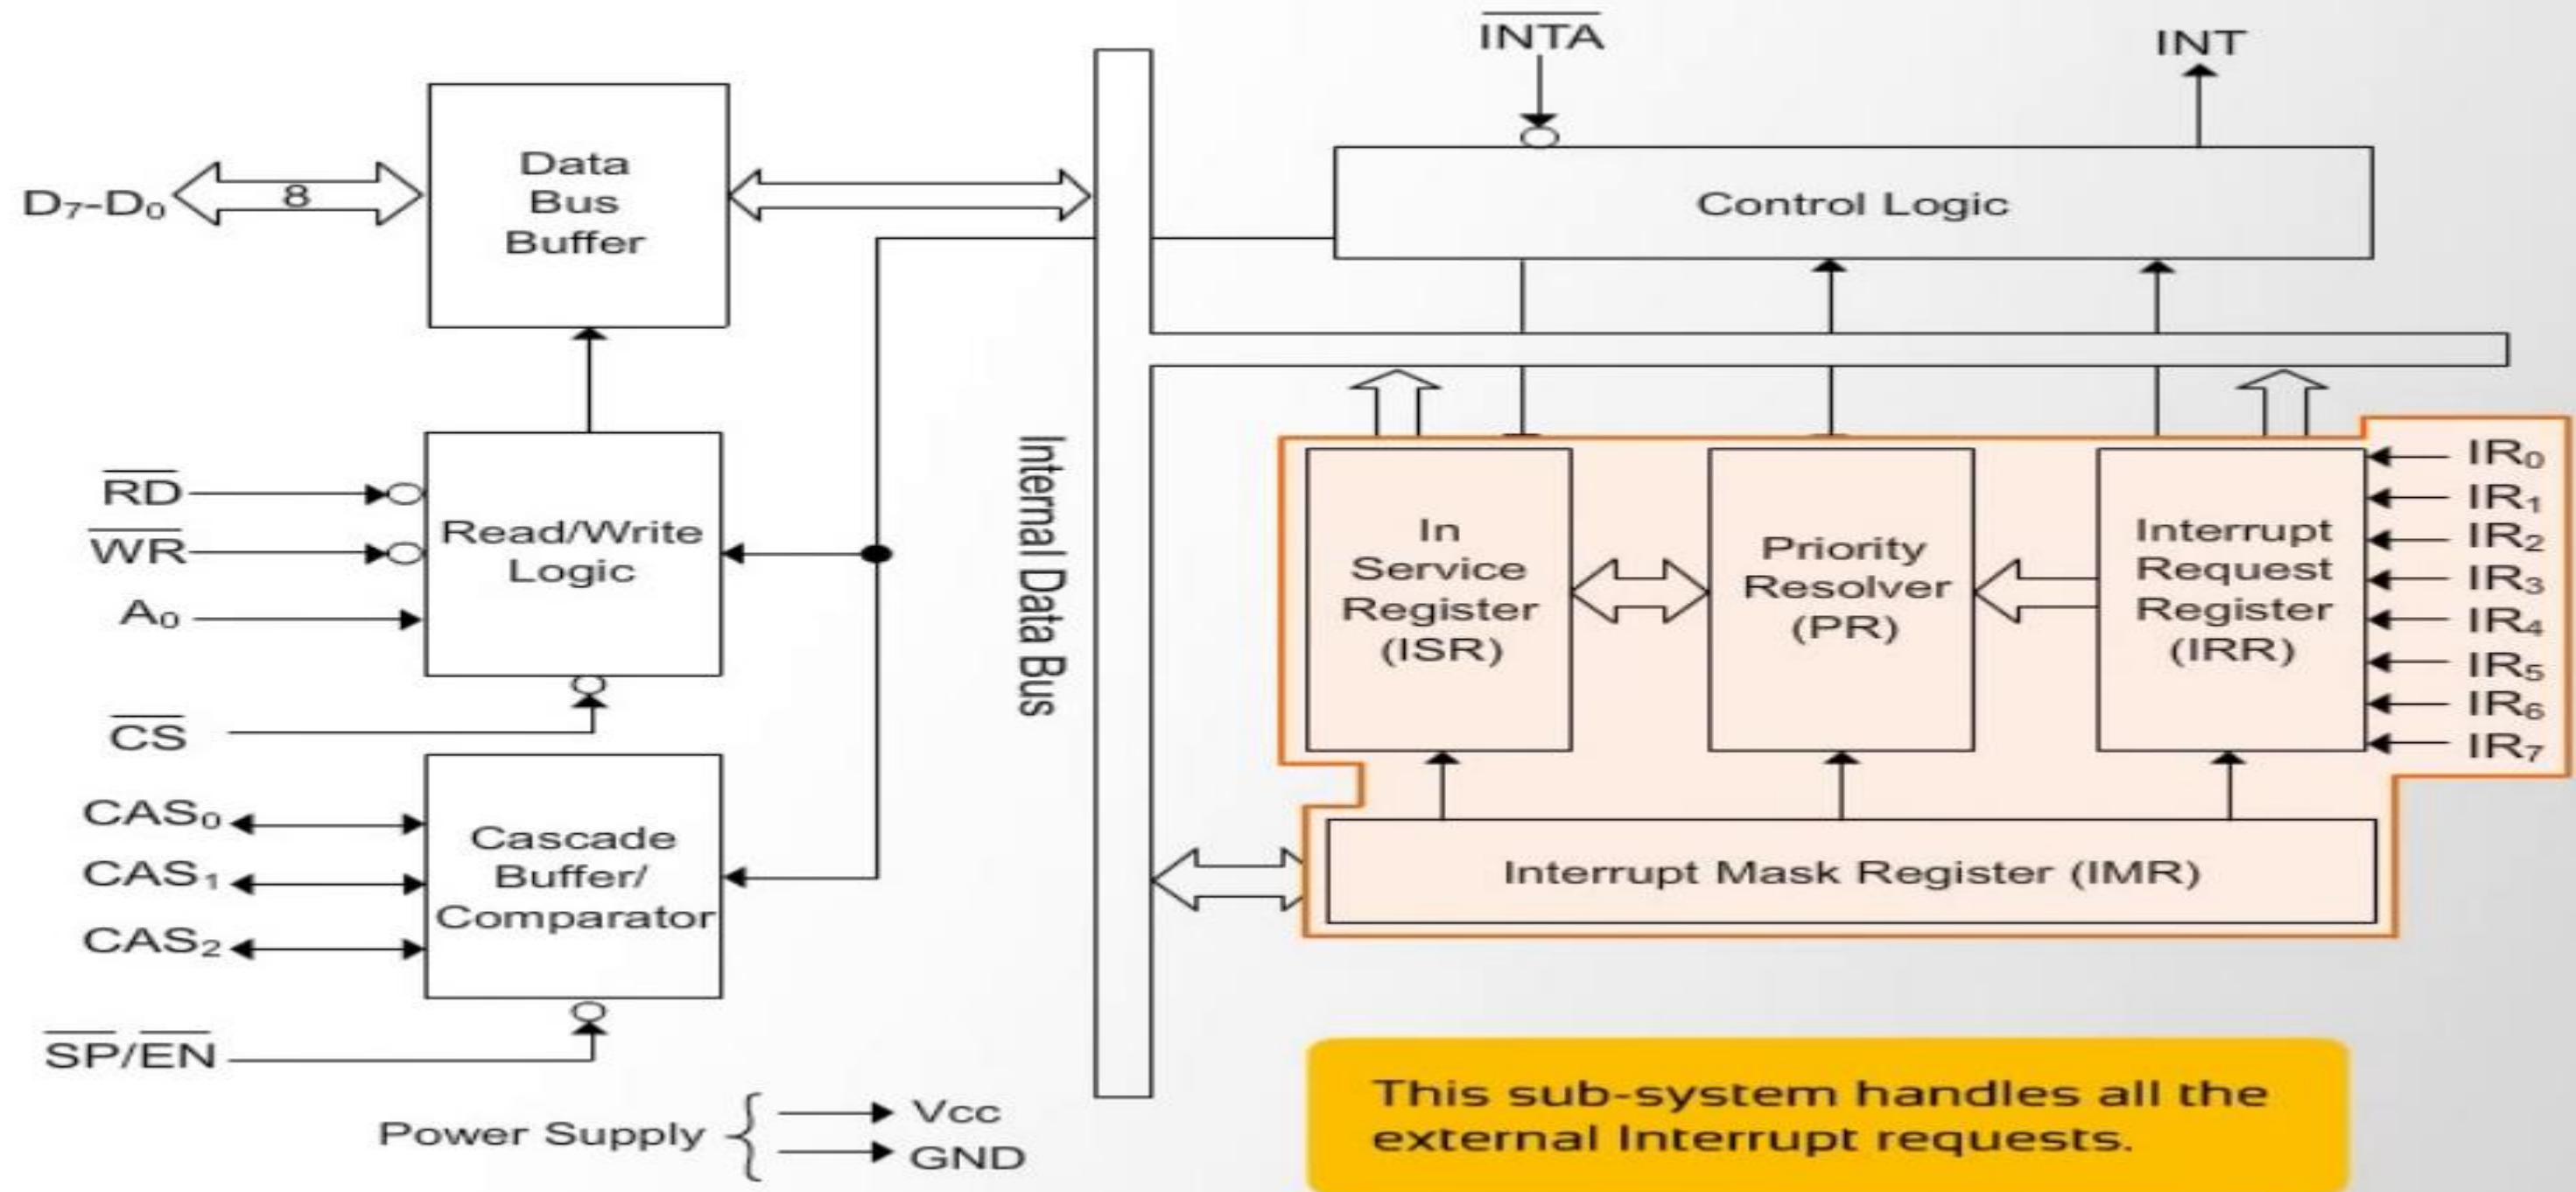 INTA
INT
D₇-D₀
8
Data
Bus
Buffer
Control Logic
RD
WR
A₀
Read/Write
Logic
CS
Internal Data Bus
In
Service
Register
(ISR)
Priority
Resolver
(PR)
Interrupt
Request
Register
(IRR)
IR₀
IR₁
IR₂
IR₃
IR₄
IR₅
IR₆
IR₇
CAS₀
CAS₁
CAS₂
Cascade
Buffer/
Comparator
SP/EN
Interrupt Mask Register (IMR)
Power Supply
Vcc
GND
This sub-system handles all the
external Interrupt requests.